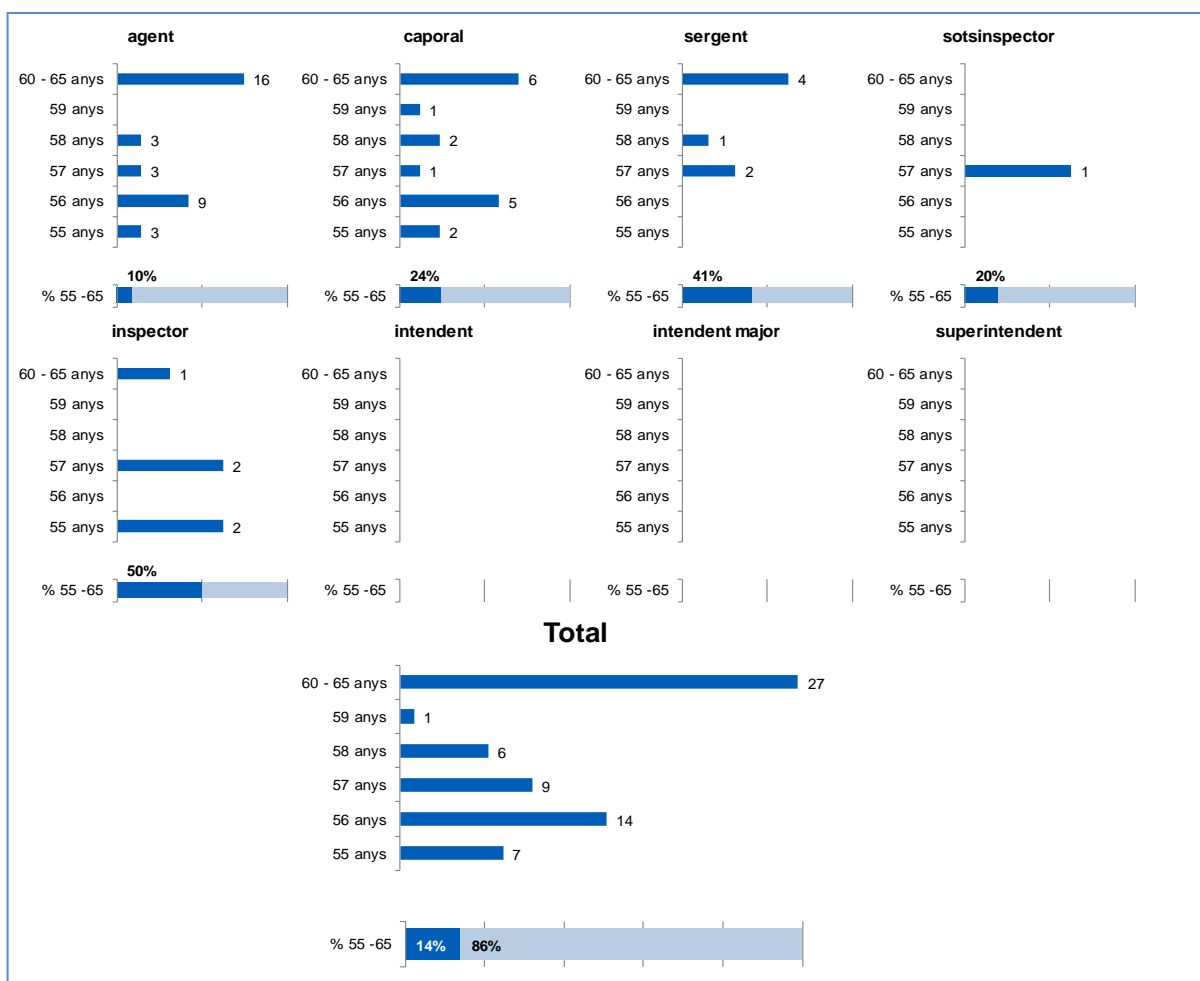 agent
60 - 65 anys 16
59 anys
58 anys 3
57 anys 3
56 anys 9
55 anys 3
10%
% 55 -65
caporal
60 - 65 anys 6
59 anys 1
58 anys 2
57 anys 1
56 anys 5
55 anys 2
24%
% 55 -65
sergent
60 - 65 anys 4
59 anys
58 anys 1
57 anys 2
56 anys
55 anys
41%
% 55 -65
sotsinspector
60 - 65 anys
59 anys
58 anys
57 anys 1
56 anys
55 anys
20%
% 55 -65
inspector
60 - 65 anys 1
59 anys
58 anys
57 anys 2
56 anys
55 anys 2
50%
% 55 -65
intendent
60 - 65 anys
59 anys
58 anys
57 anys
56 anys
55 anys
% 55 -65
intendent major
60 - 65 anys
59 anys
58 anys
57 anys
56 anys
55 anys
% 55 -65
superintendent
60 - 65 anys
59 anys
58 anys
57 anys
56 anys
55 anys
% 55 -65
Total
60 - 65 anys 27
59 anys 1
58 anys 6
57 anys 9
56 anys 14
55 anys 7
% 55 -65 14% 86%